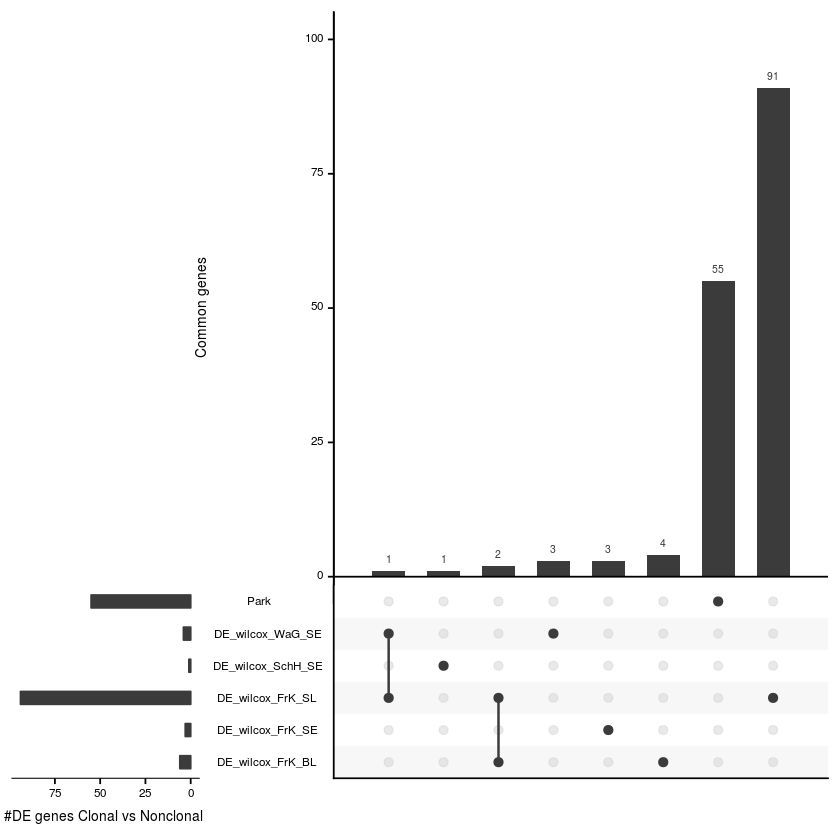 100
91
75
55
Common genes
50
25
1
1
2
3
3
4
0
Park
DE_wilcox_WaG_SE
DE_wilcox_SchH_SE
DE_wilcox_FrK_SL
DE_wilcox_FrK_SE
DE_wilcox_FrK_BL
75 50 25 0
#DE genes Clonal vs Nonclonal